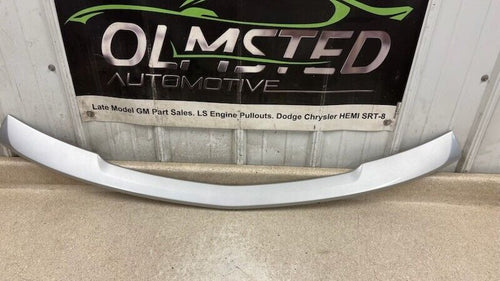 OLMSTED
AUTOMOTIVE
Late Model GM Part Sales. LS Engine Pullouts. Dodge Chrysler HEMI SRT-8